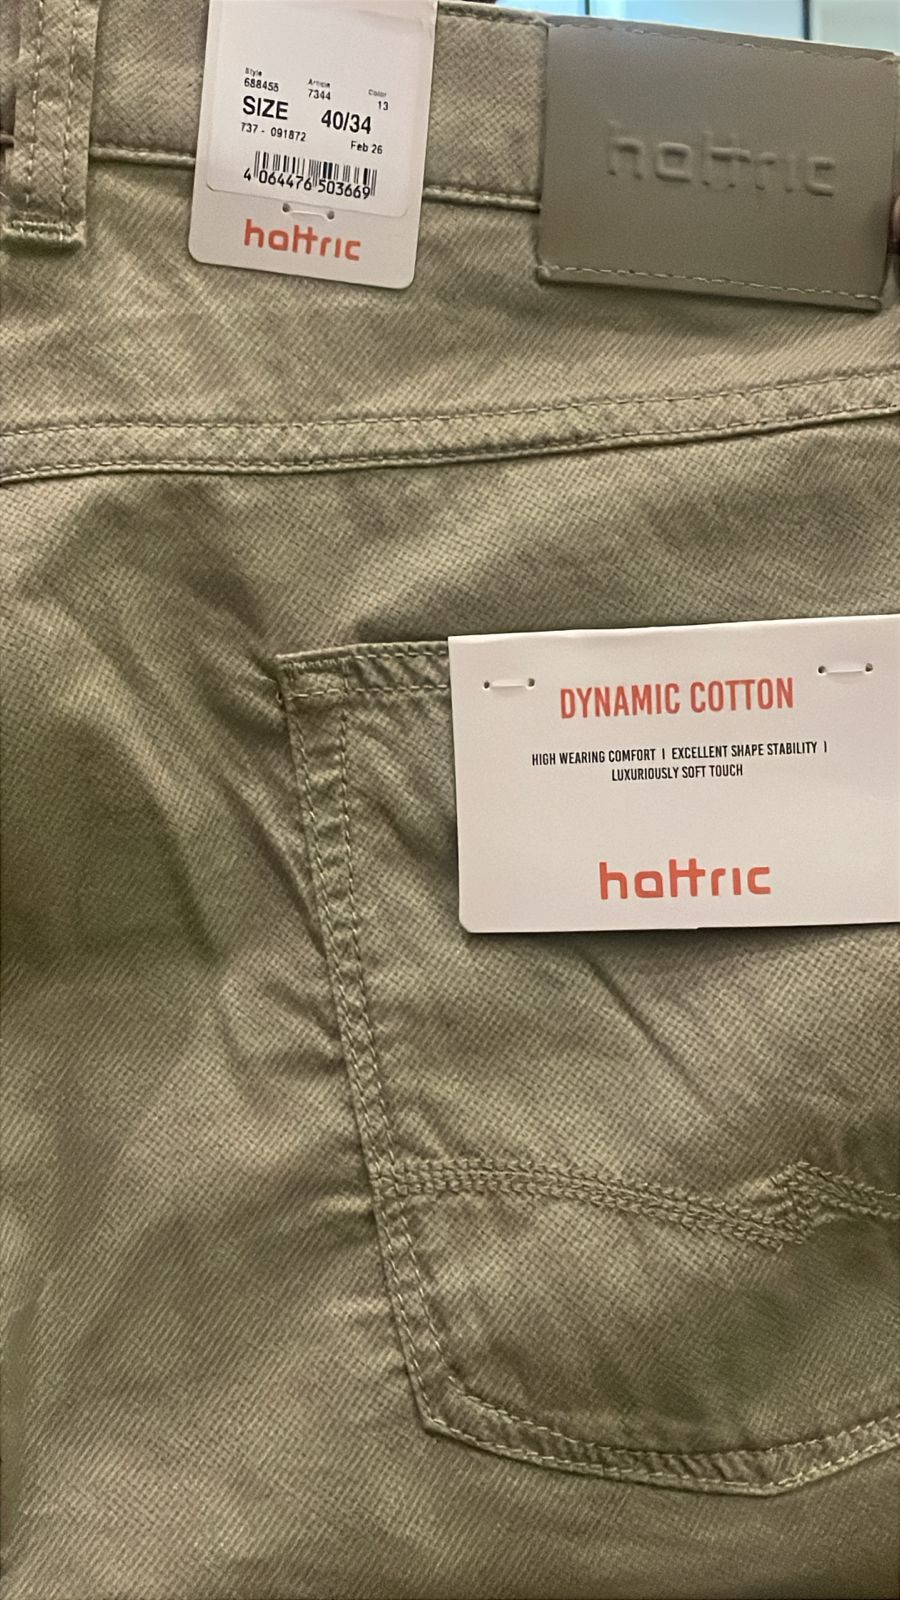 Style Article Color
688455 7344 13
SIZE 40/34
737 - 091872 Feb 26
4 064476 503669
hattric
hattric
DYNAMIC COTTON
HIGH WEARING COMFORT I EXCELLENT SHAPE STABILITY I
LUXURIOUSLY SOFT TOUCH
hattric